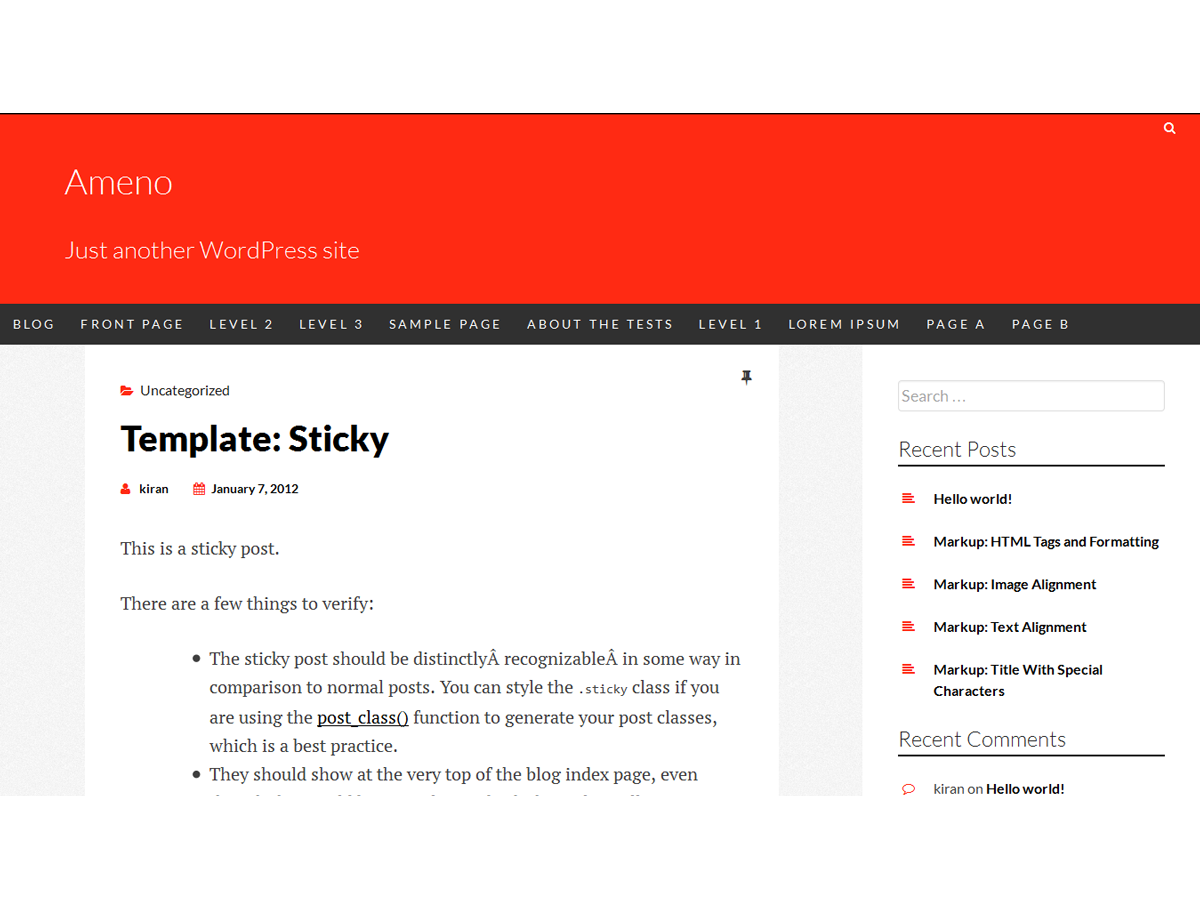 Ameno
Just another WordPress site
BLOG FRONT PAGE LEVEL 2 LEVEL 3 SAMPLE PAGE ABOUT THE TESTS LEVEL 1 LOREM IPSUM PAGE A PAGE B
Uncategorized
Template: Sticky
kiran January 7, 2012
This is a sticky post.
There are a few things to verify:
• The sticky post should be distinctlyÂ recognizableÂ in some way in
comparison to normal posts. You can style the .sticky class if you
are using the post_class() function to generate your post classes,
which is a best practice.
• They should show at the very top of the blog index page, even
Search …
Recent Posts
Hello world!
Markup: HTML Tags and Formatting
Markup: Image Alignment
Markup: Text Alignment
Markup: Title With Special
Characters
Recent Comments
kiran on Hello world!